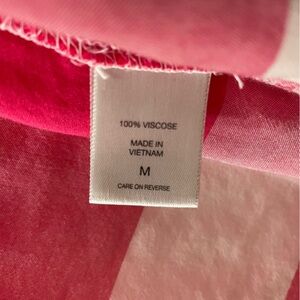 100% VISCOSE
MADE IN
VIETNAM
M
CARE ON REVERSE